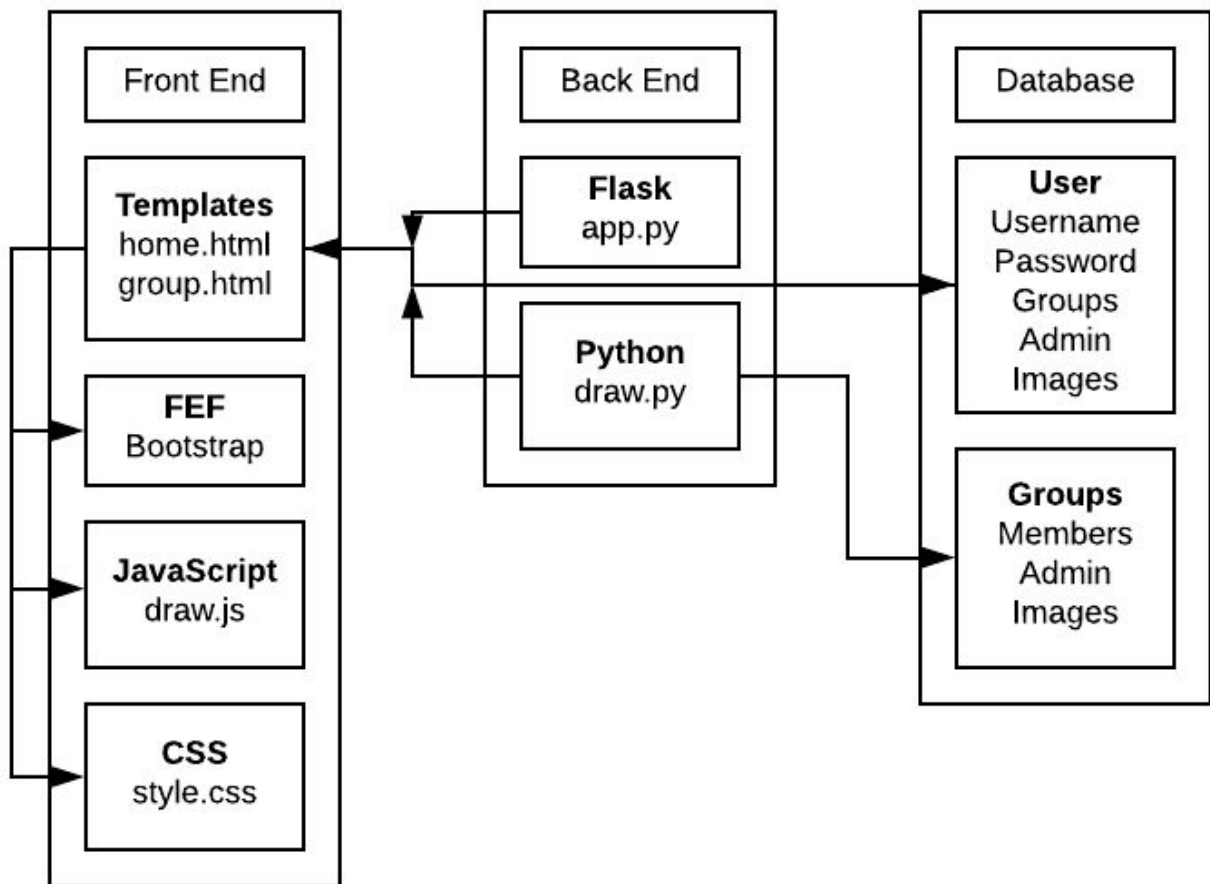 Front End
Templates
home.html
group.html
FEF
Bootstrap
JavaScript
draw.js
CSS
style.css
Back End
Flask
app.py
Python
draw.py
Database
User
Username
Password
Groups
Admin
Images
Groups
Members
Admin
Images